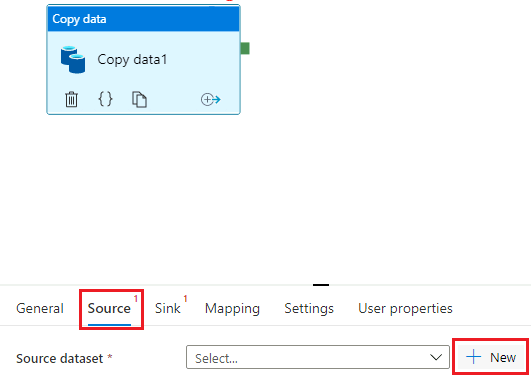 Copy data
Copy data1
{}
General Source 1 Sink 1 Mapping Settings User properties
Source dataset * Select... + New